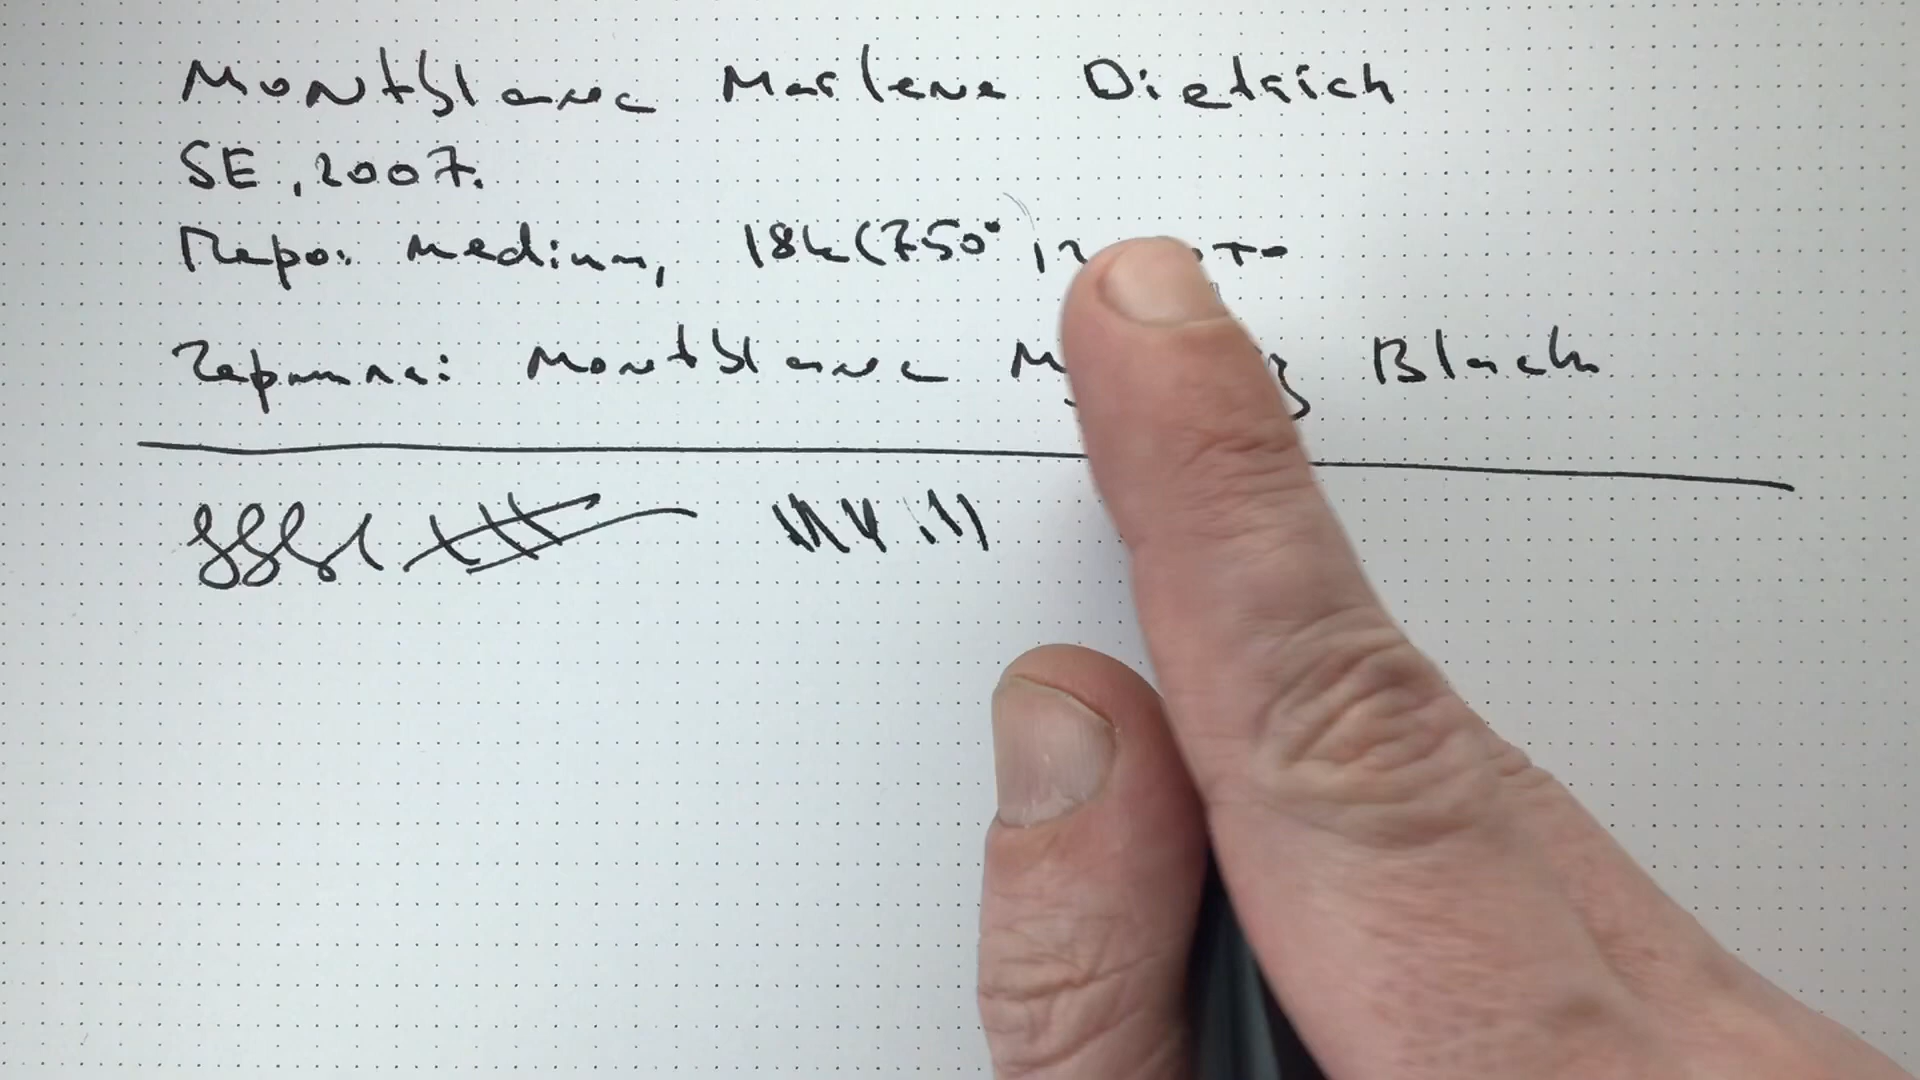 Montblanc Marlene Dietrich
SE, 2007.
Перо: medium, 18k (750°
Чернила: Montblanc Black